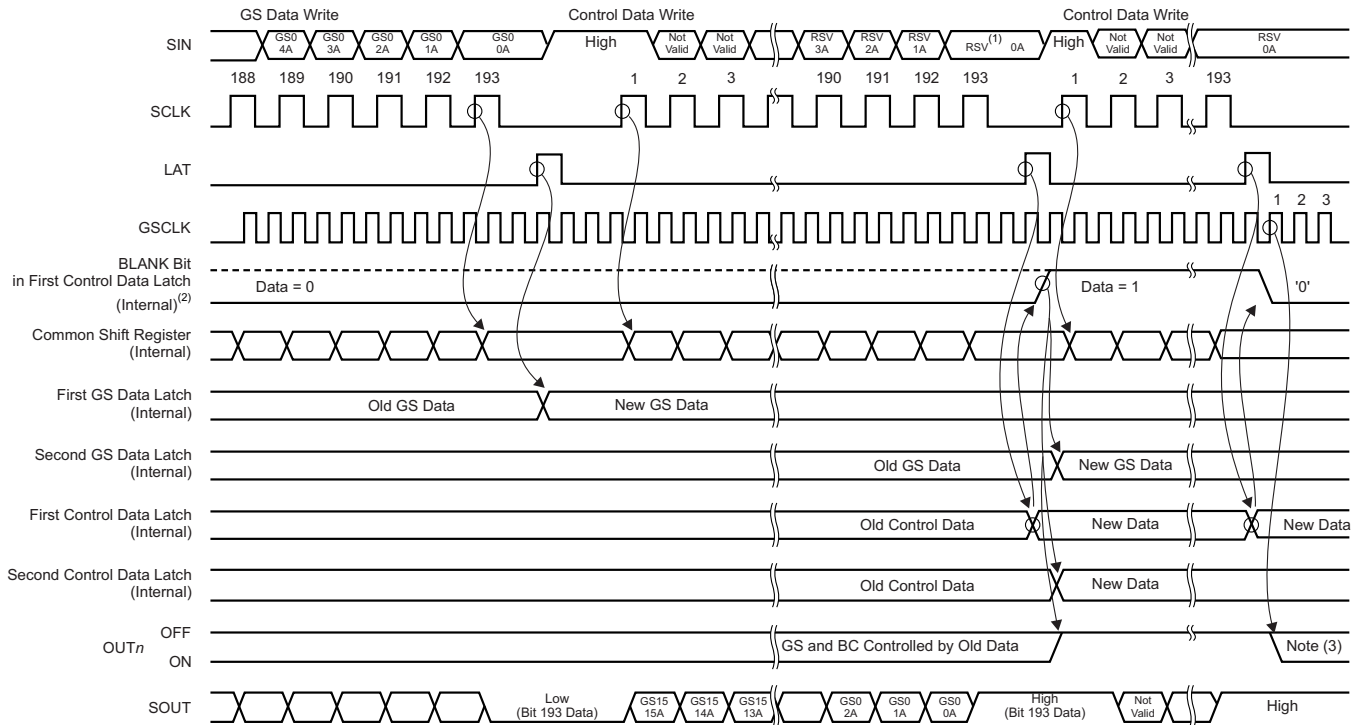 GS Data Write
Control Data Write
Control Data Write
SIN
GS0 4A
GS0 3A
GS0 2A
GS0 1A
GS0 0A
High
Not Valid
Not Valid
RSV 3A
RSV 2A
RSV 1A
RSV(1) 0A
High
Not Valid
Not Valid
RSV 0A
188 189 190 191 192 193 1 2 3 190 191 192 193 1 2 3 193
SCLK
LAT
1 2 3
GSCLK
BLANK Bit
in First Control Data Latch
(Internal)(2)
Data = 0
Data = 1
'0'
Common Shift Register
(Internal)
First GS Data Latch
(Internal)
Old GS Data
New GS Data
Second GS Data Latch
(Internal)
Old GS Data
New GS Data
First Control Data Latch
(Internal)
Old Control Data
New Data
New Data
Second Control Data Latch
(Internal)
Old Control Data
New Data
OUTn
OFF
ON
GS and BC Controlled by Old Data
Note (3)
SOUT
Low
(Bit 193 Data)
GS15 15A
GS15 14A
GS15 13A
GS0 2A
GS0 1A
GS0 0A
High
(Bit 193 Data)
Not Valid
High